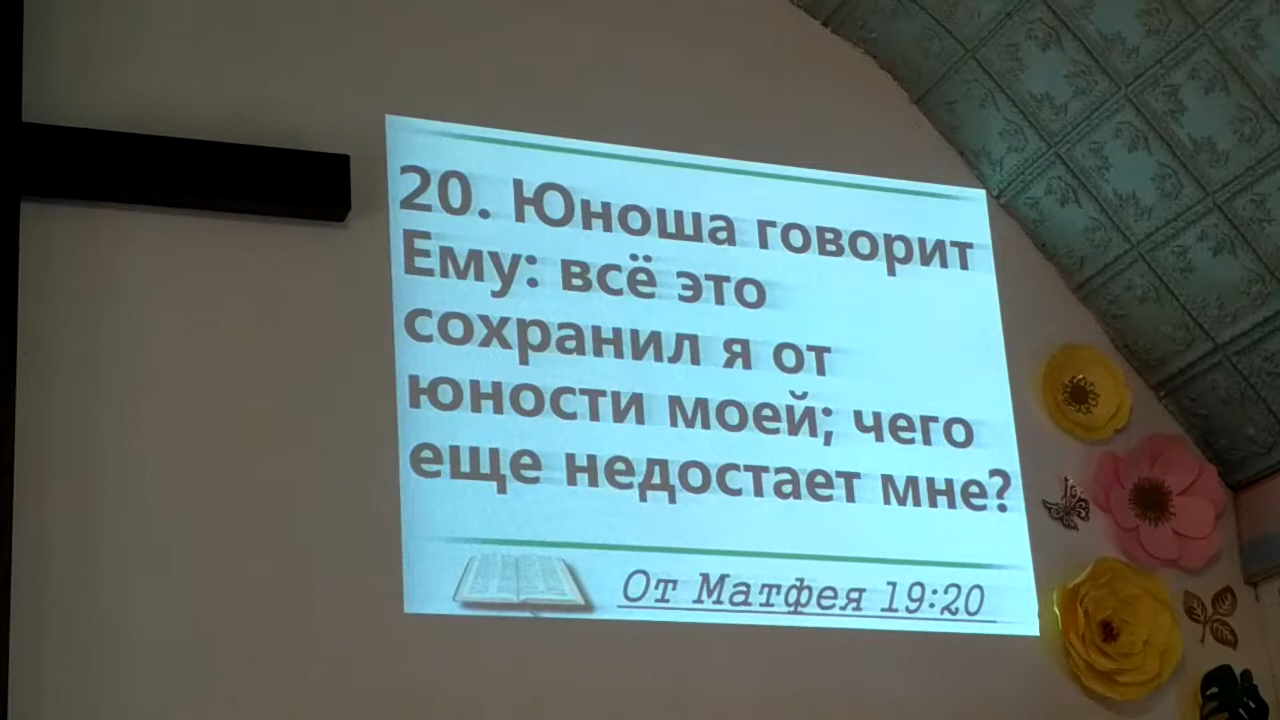 20. Юноша говорит
Ему: всё это
сохранил я от
юности моей; чего
еще недостает мне?
От Матфея 19:20